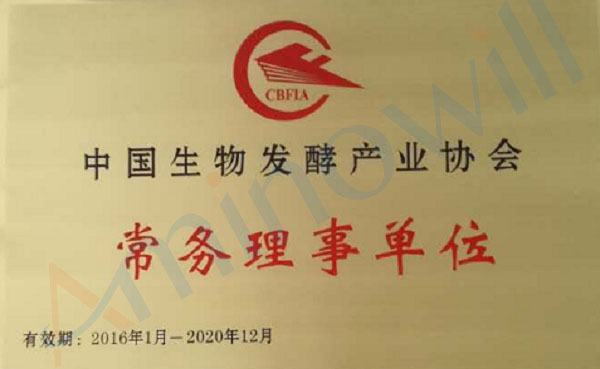 CBFIA
中国生物发酵产业协会
常务理事单位
有效期：2016年1月－2020年12月
Aminowill